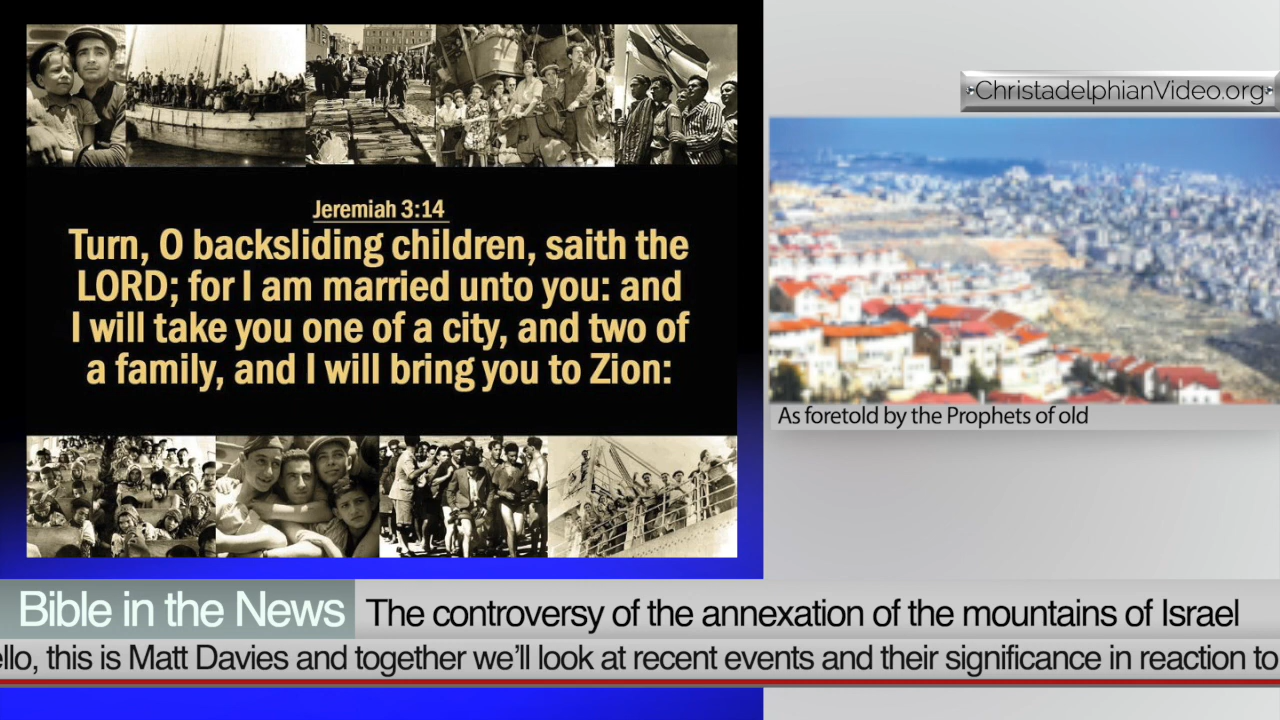 Jeremiah 3:14
Turn, O backsliding children, saith the
LORD; for I am married unto you: and
I will take you one of a city, and two of
a family, and I will bring you to Zion:
ChristadelphianVideo.org
As foretold by the Prophets of old
Bible in the News
The controversy of the annexation of the mountains of Israel
ello, this is Matt Davies and together we'll look at recent events and their significance in reaction to